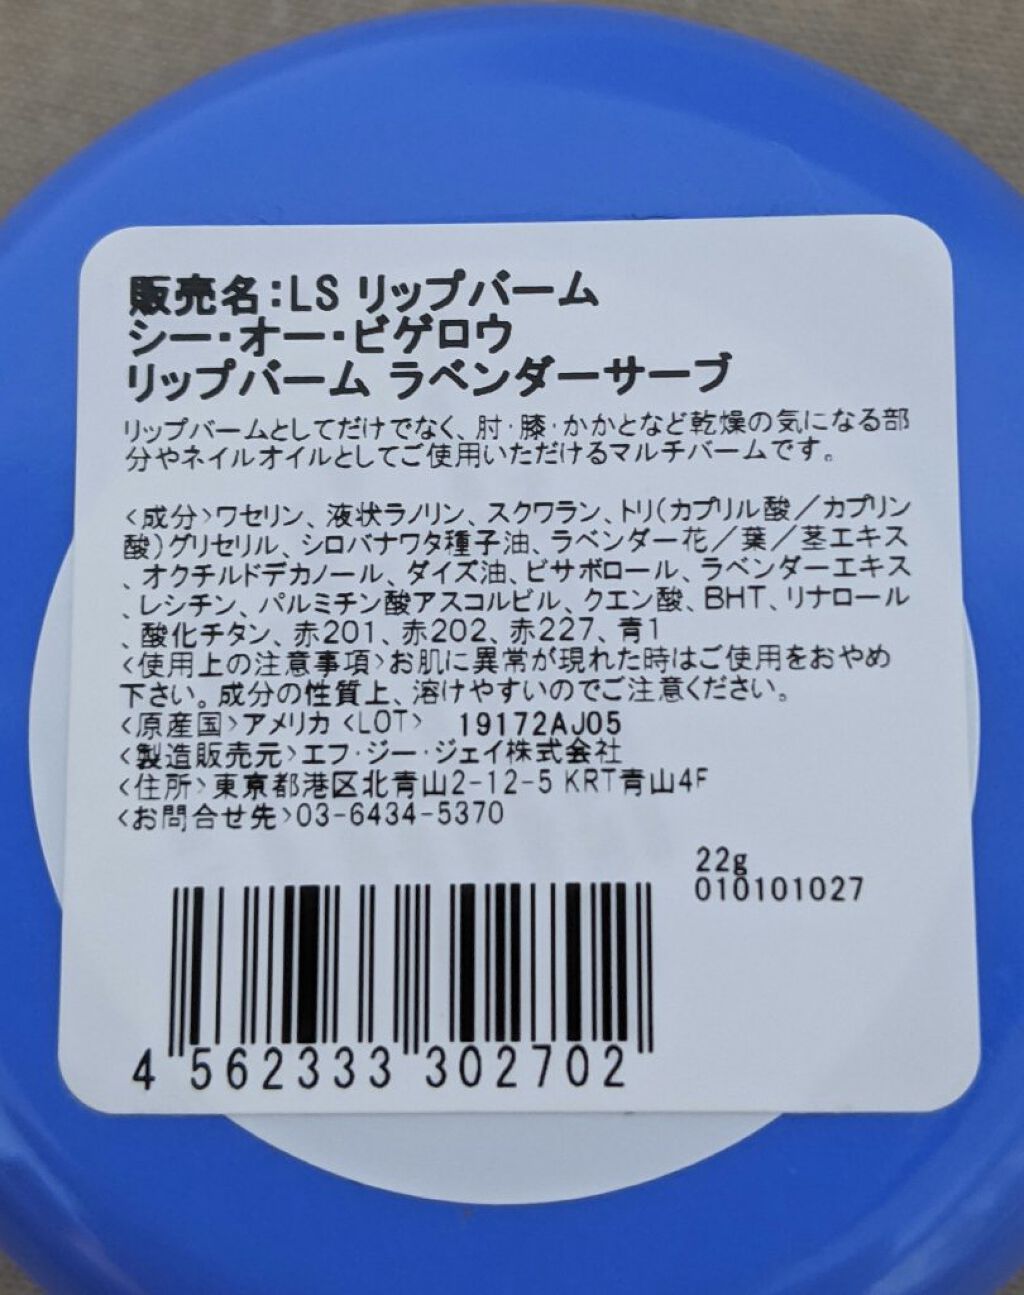 販売名:LS リップバーム
シー・オー・ビゲロウ
リップバーム ラベンダーサーブ
リップバームとしてだけでなく、肘・膝・かかとなど乾燥の気になる部
分やネイルオイルとしてご使用いただけるマルチバームです。
<成分>ワセリン、液状ラノリン、スクワラン、トリ(カプリル酸/カプリン
酸)グリセリル、シロバナワタ種子油、ラベンダー花/葉/茎エキス
、オクチルドデカノール、ダイズ油、ビサボロール、ラベンダーエキス
、レシチン、パルミチン酸アスコルビル、クエン酸、BHT、リナロール
、酸化チタン、赤201、赤202、赤227、青1
<使用上の注意事項>お肌に異常が現れた時はご使用をおやめ
下さい。成分の性質上、溶けやすいのでご注意ください。
<原産国>アメリカ <LOT> 19172AJ05
<製造販売元>エフ・ジー・ジェイ株式会社
<住所>東京都港区北青山2-12-5 KRT青山4F
<お問合せ先>03-6434-5370
22g
010101027
4 562333 302702